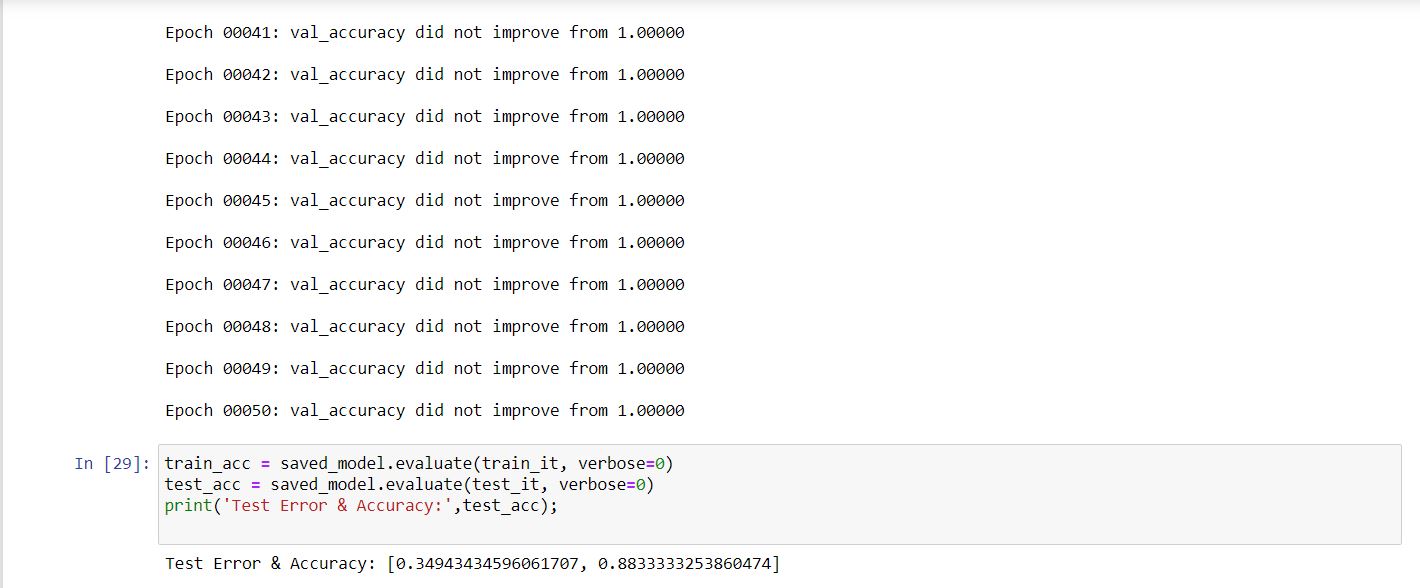 Epoch 00041: val_accuracy did not improve from 1.00000
Epoch 00042: val_accuracy did not improve from 1.00000
Epoch 00043: val_accuracy did not improve from 1.00000
Epoch 00044: val_accuracy did not improve from 1.00000
Epoch 00045: val_accuracy did not improve from 1.00000
Epoch 00046: val_accuracy did not improve from 1.00000
Epoch 00047: val_accuracy did not improve from 1.00000
Epoch 00048: val_accuracy did not improve from 1.00000
Epoch 00049: val_accuracy did not improve from 1.00000
Epoch 00050: val_accuracy did not improve from 1.00000
In [29]: train_acc = saved_model.evaluate(train_it, verbose=0)
test_acc = saved_model.evaluate(test_it, verbose=0)
print('Test Error & Accuracy:',test_acc);
Test Error & Accuracy: [0.34943434596061707, 0.8833333253860474]